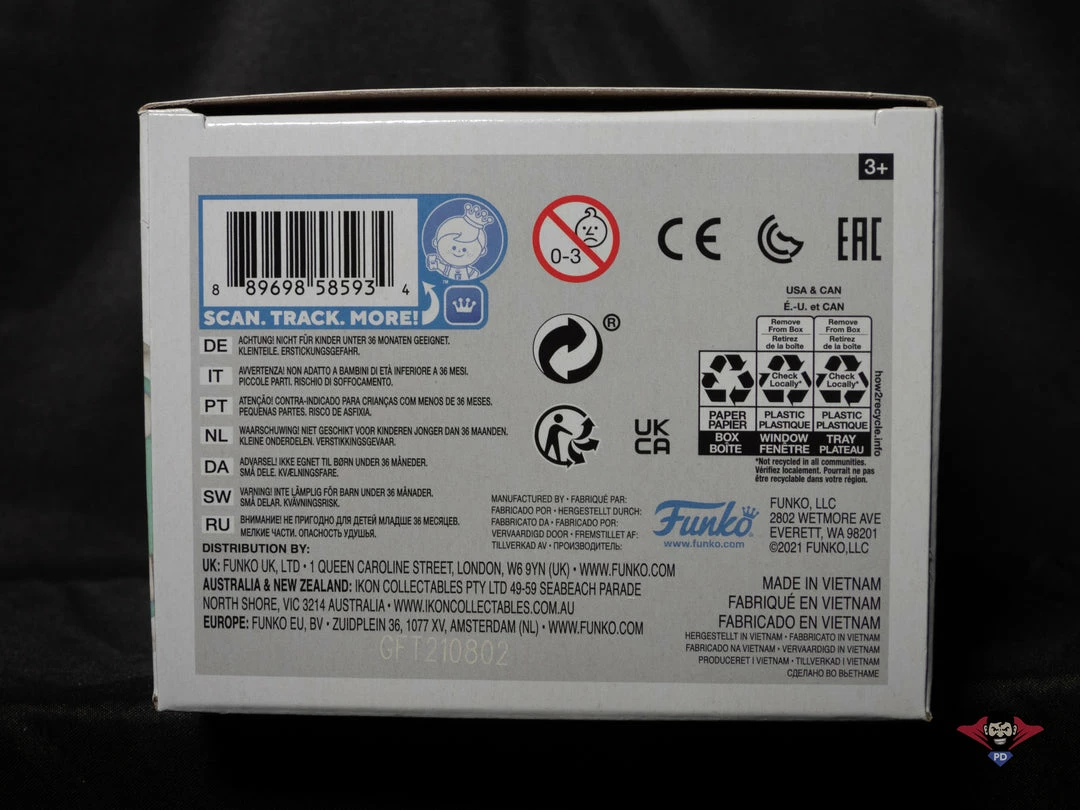 3+
8 89698 58593 4
SCAN. TRACK. MORE!
™
0-3
CE
EAC
®
UK
CA
USA & CAN
É.-U. et CAN
Remove
From Box
Retirez
de la boîte
Remove
From Box
Retirez
de la boîte
Check
Locally*
Check
Locally*
PAPER
PAPIER
PLASTIC
PLASTIQUE
PLASTIC
PLASTIQUE
BOX
BOÎTE
WINDOW
FENÊTRE
TRAY
PLATEAU
how2recycle.info
*Not recycled in all communities.
Vérifiez localement. Pourrait ne pas
être recyclable dans votre région.
DE ACHTUNG! NICHT FÜR KINDER UNTER 36 MONATEN GEEIGNET.
KLEINTEILE. ERSTICKUNGSGEFAHR.
IT AVVERTENZA! NON ADATTO A BAMBINI DI ETÀ INFERIORE A 36 MESI.
PICCOLE PARTI. RISCHIO DI SOFFOCAMENTO.
PT ATENÇÃO! CONTRA-INDICADO PARA CRIANÇAS COM MENOS DE 36 MESES.
PEQUENAS PARTES. RISCO DE ASFIXIA.
NL WAARSCHUWING! NIET GESCHIKT VOOR KINDEREN JONGER DAN 36 MAANDEN.
KLEINE ONDERDELEN. VERSTIKKINGSGEVAAR.
DA ADVARSEL! IKKE EGNET TIL BØRN UNDER 36 MÅNEDER.
SMÅ DELE. KVÆLNINGSFARE.
SW VARNING! INTE LÄMPLIG FÖR BARN UNDER 36 MÅNADER.
SMÅ DELAR. KVÄVNINGSRISK.
RU ВНИМАНИЕ! НЕ ПРИГОДНО ДЛЯ ДЕТЕЙ МЛАДШЕ 36 МЕСЯЦЕВ.
МЕЛКИЕ ЧАСТИ. ОПАСНОСТЬ УДУШЬЯ.
MANUFACTURED BY • FABRIQUÉ PAR:
FABRICADO POR • HERGESTELLT DURCH:
FABBRICATO DA • FABRICADO POR:
VERVAARDIGD DOOR • FREMSTILLET AF:
TILLVERKAD AV • ПРОИЗВОДИТЕЛЬ:
Funko
www.funko.com
FUNKO, LLC
2802 WETMORE AVE
EVERETT, WA 98201
©2021 FUNKO,LLC
DISTRIBUTION BY:
UK: FUNKO UK, LTD • 1 QUEEN CAROLINE STREET, LONDON, W6 9YN (UK) • WWW.FUNKO.COM
AUSTRALIA & NEW ZEALAND: IKON COLLECTABLES PTY LTD 49-59 SEABEACH PARADE
NORTH SHORE, VIC 3214 AUSTRALIA • WWW.IKONCOLLECTABLES.COM.AU
EUROPE: FUNKO EU, BV • ZUIDPLEIN 36, 1077 XV, AMSTERDAM (NL) • WWW.FUNKO.COM
GFT210802
MADE IN VIETNAM
FABRIQUÉ EN VIETNAM
FABRICADO EN VIETNAM
HERGESTELLT IN VIETNAM • FABBRICATO IN VIETNAM
FABRICADO NA VIETNAM • VERVAARDIGD IN VIETNAM
PRODUCERET I VIETNAM • TILLVERKAD I VIETNAM
СДЕЛАНО ВО ВЬЕТНАМЕ
PD